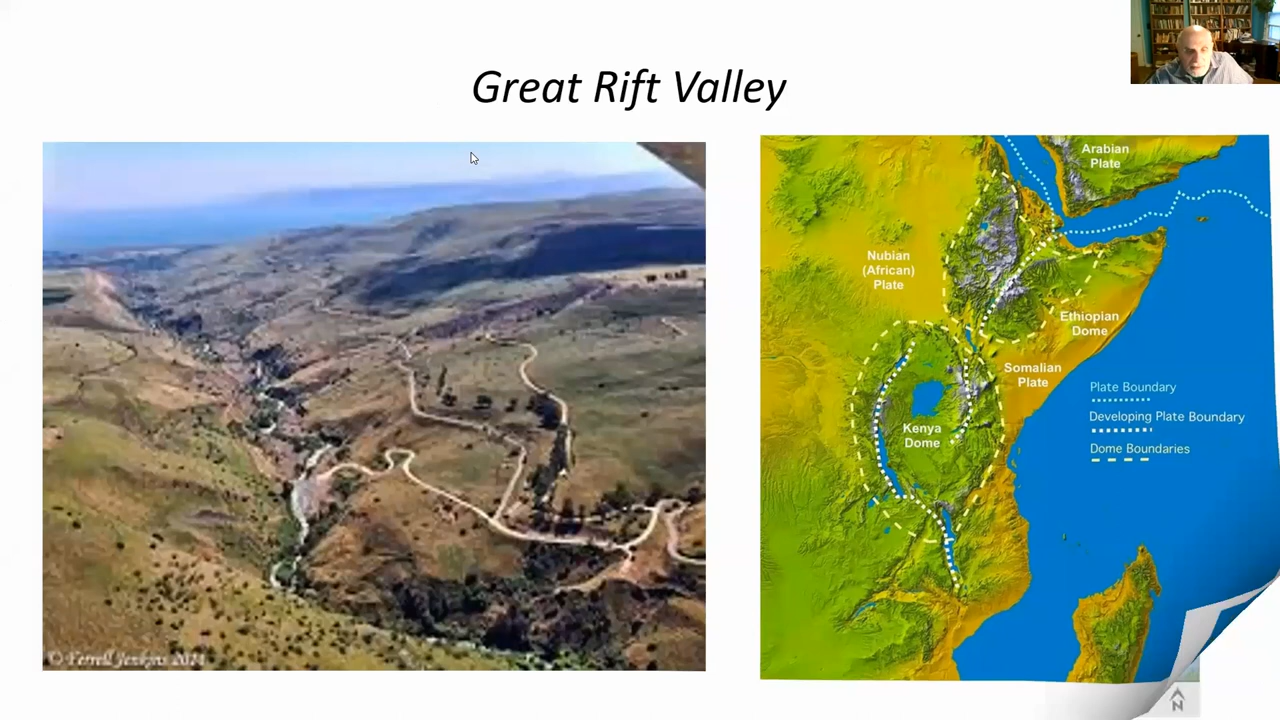 Great Rift Valley
© Ferrell Jenkins 2011
Arabian
Plate
Nubian
(African)
Plate
Ethiopian
Dome
Somalian
Plate
Kenya
Dome
Plate Boundary
Developing Plate Boundary
Dome Boundaries
N